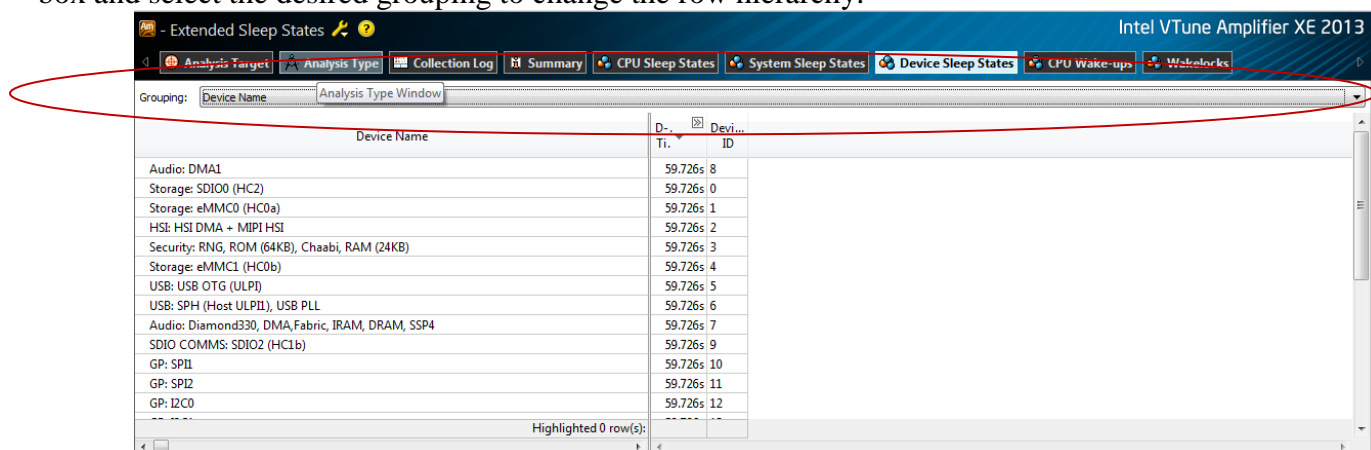 box and select the desired grouping to change the row hierarchy.
- Extended Sleep States Intel VTune Amplifier XE 2013
Analysis Target Analysis Type Collection Log Summary CPU Sleep States System Sleep States Device Sleep States CPU Wake-ups Wakelocks
Grouping: Device Name Analysis Type Window
Device Name D-. Ti. Devi... ID
Audio: DMA1 59.726s 8
Storage: SDIO0 (HC2) 59.726s 0
Storage: eMMC0 (HC0a) 59.726s 1
HSI: HSI DMA + MIPI HSI 59.726s 2
Security: RNG, ROM (64KB), Chaabi, RAM (24KB) 59.726s 3
Storage: eMMC1 (HC0b) 59.726s 4
USB: USB OTG (ULPI) 59.726s 5
USB: SPH (Host ULPI1), USB PLL 59.726s 6
Audio: Diamond330, DMA,Fabric, IRAM, DRAM, SSP4 59.726s 7
SDIO COMMS: SDIO2 (HC1b) 59.726s 9
GP: SPI1 59.726s 10
GP: SPI2 59.726s 11
GP: I2C0 59.726s 12
Highlighted 0 row(s):